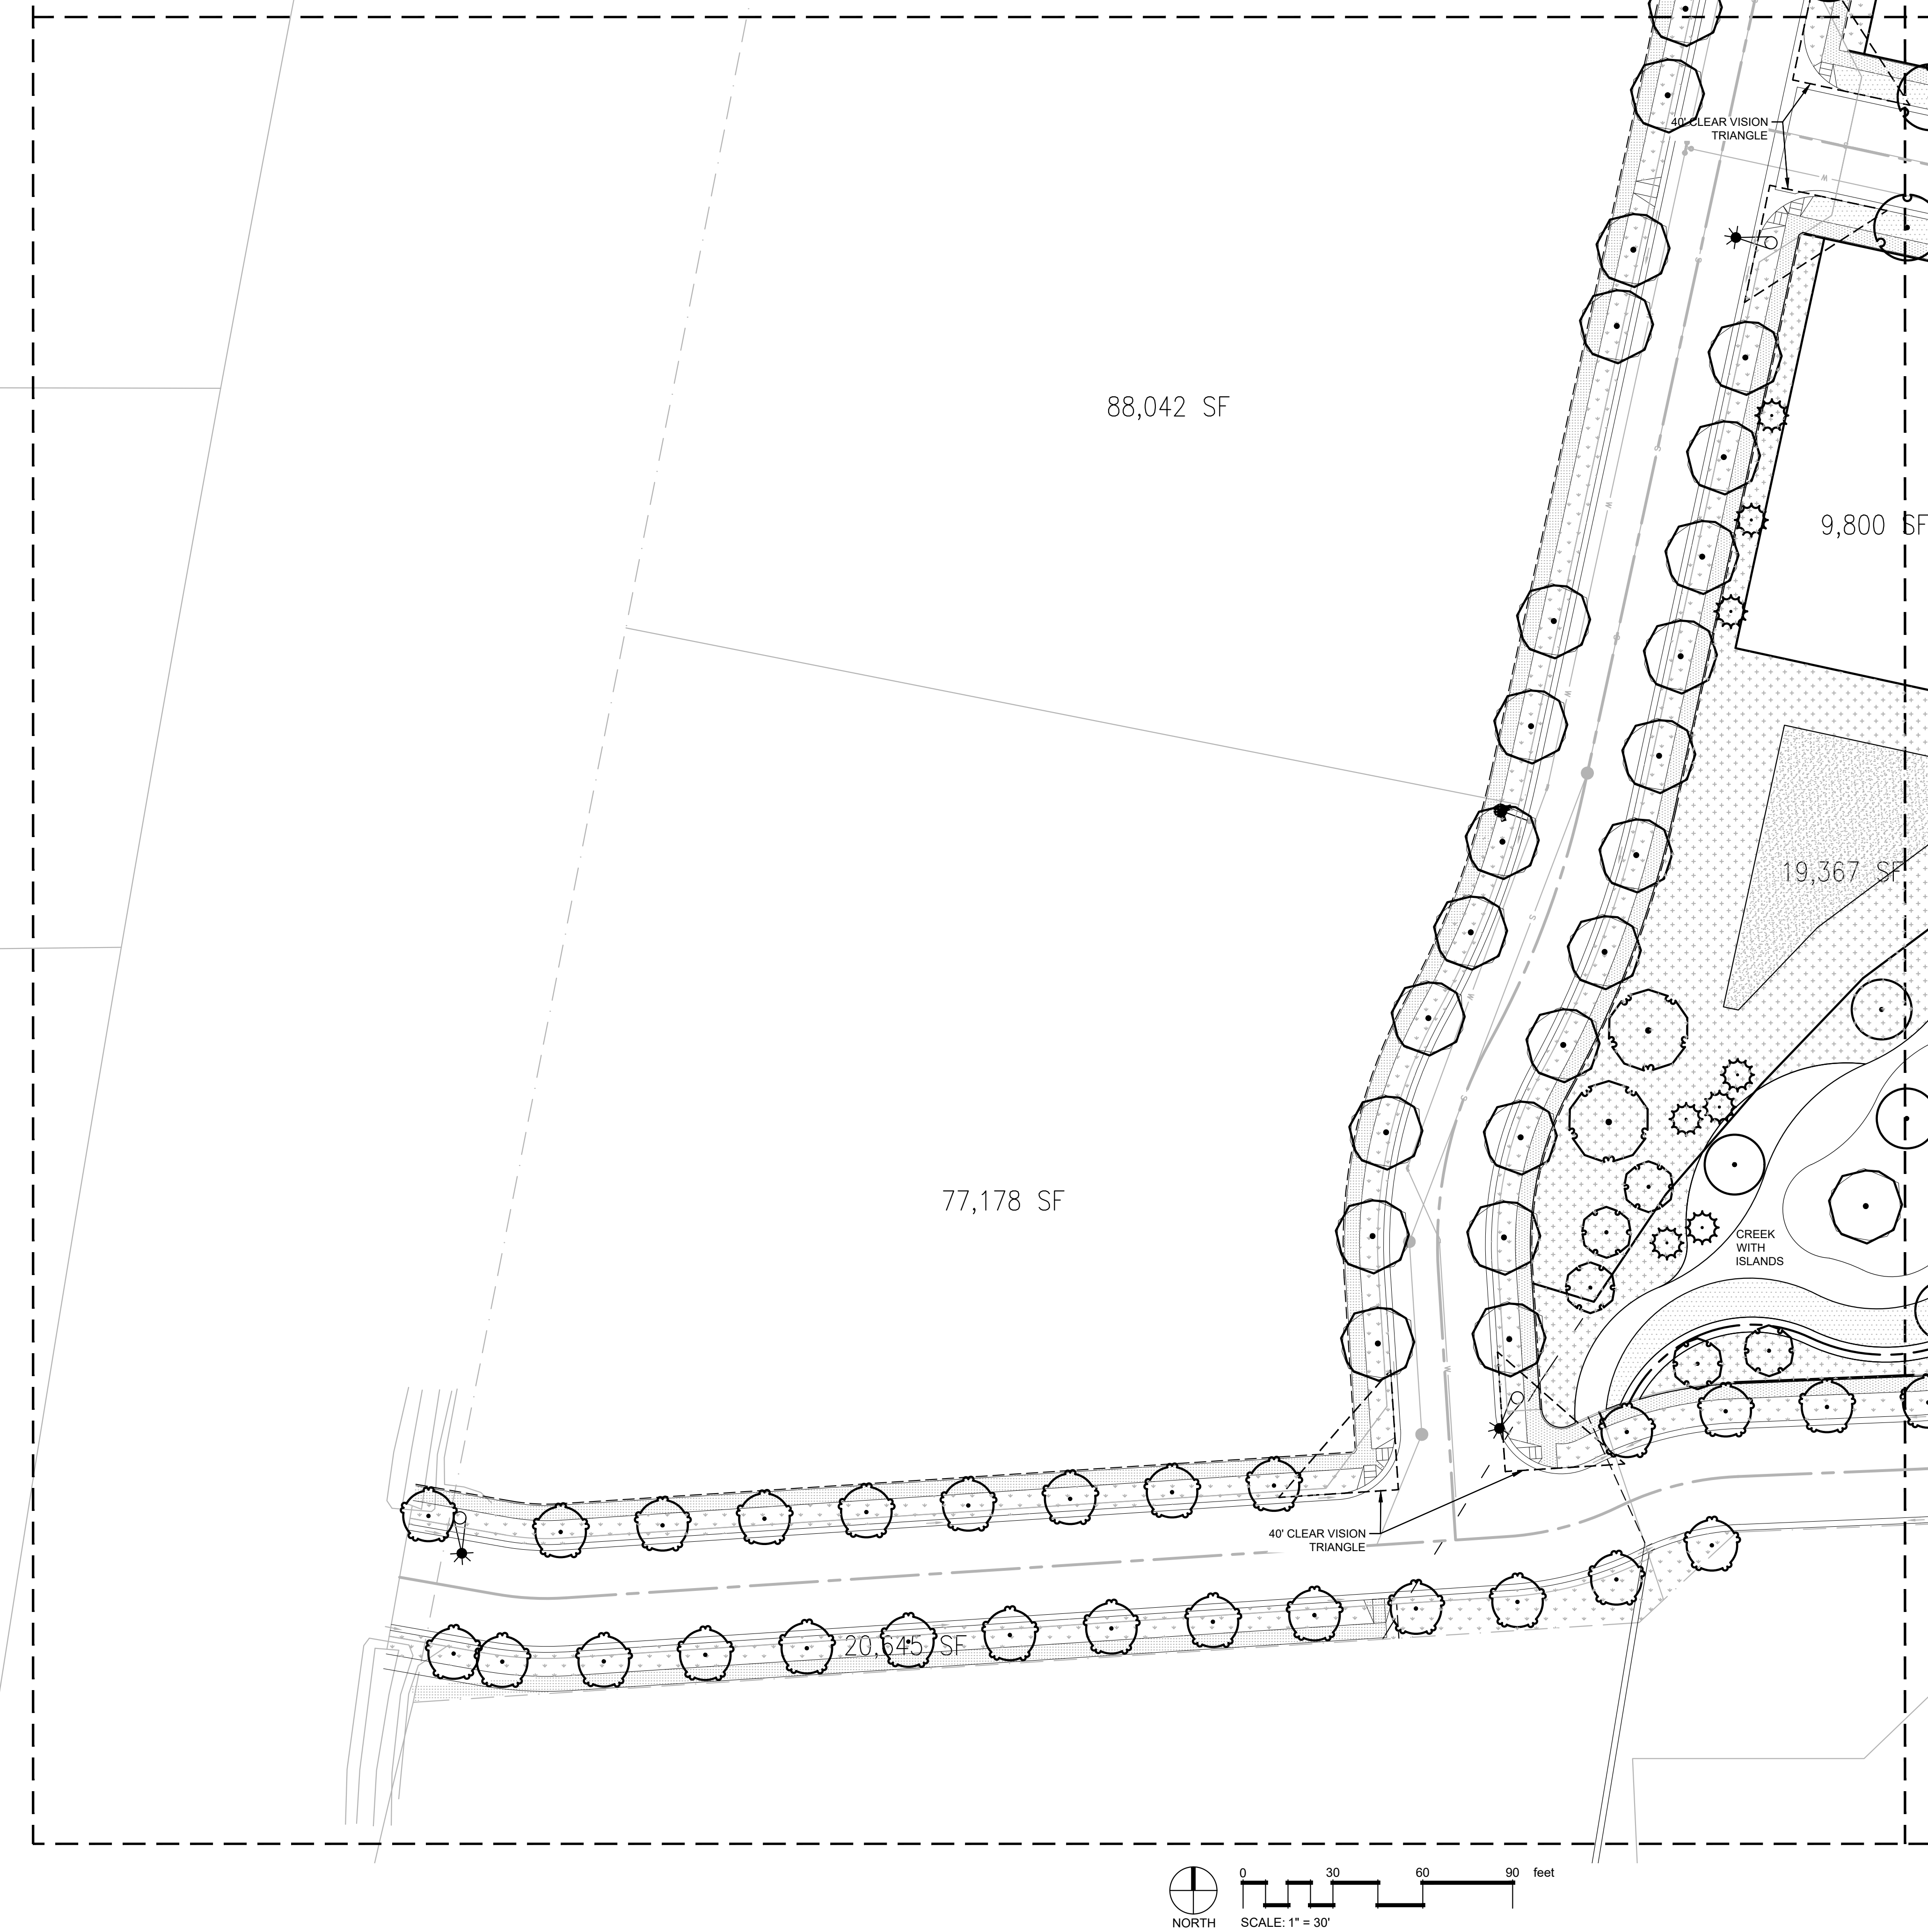 40' CLEAR VISION
TRIANGLE
W
S
88,042 SF
S
W
9,800 SF
W
19,367 SF
S
W
77,178 SF
CREEK
WITH
ISLANDS
W
40' CLEAR VISION
TRIANGLE
20,645 SF
0 30 60 90 feet
NORTH
SCALE: 1" = 30'